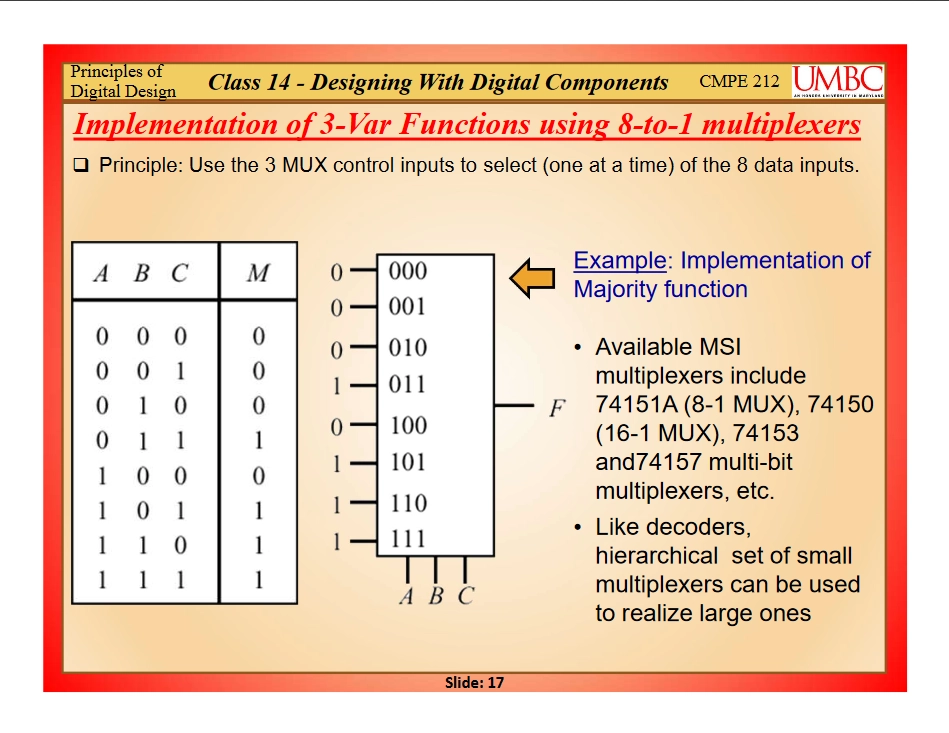 Principles of
Digital Design
Class 14 - Designing With Digital Components
CMPE 212
UMBC
AN HONORS UNIVERSITY IN MARYLAND
Implementation of 3-Var Functions using 8-to-1 multiplexers
❑ Principle: Use the 3 MUX control inputs to select (one at a time) of the 8 data inputs.
A B C M
0 0 0 0
0 0 1 0
0 1 0 0
0 1 1 1
1 0 0 0
1 0 1 1
1 1 0 1
1 1 1 1
0 000
0 001
0 010
1 011
0 100
1 101
1 110
1 111
F
A B C
Example: Implementation of
Majority function
• Available MSI
multiplexers include
74151A (8-1 MUX), 74150
(16-1 MUX), 74153
and74157 multi-bit
multiplexers, etc.
• Like decoders,
hierarchical set of small
multiplexers can be used
to realize large ones
Slide: 17